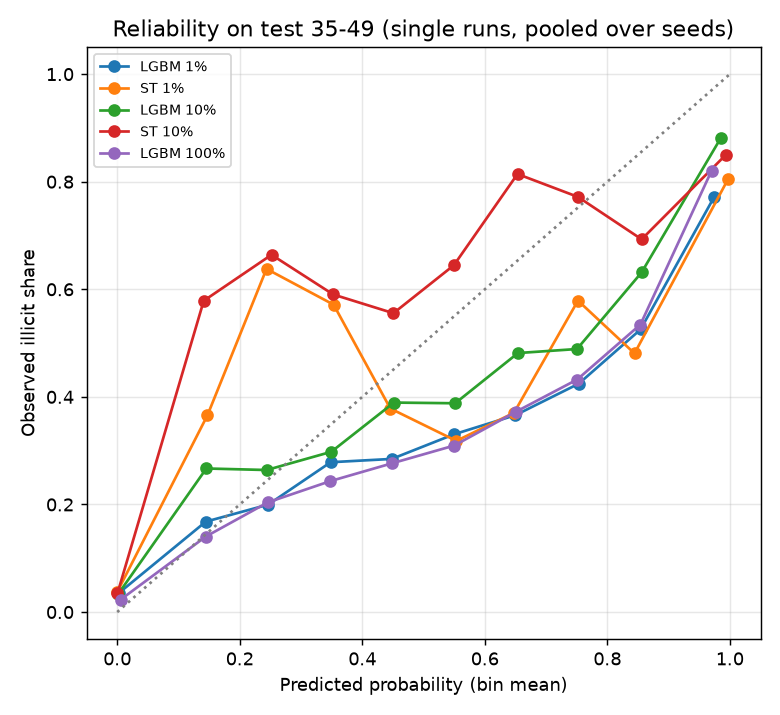 Reliability on test 35-49 (single runs, pooled over seeds)
LGBM 1%
ST 1%
LGBM 10%
ST 10%
LGBM 100%
Observed illicit share
1.0
0.8
0.6
0.4
0.2
0.0
0.0 0.2 0.4 0.6 0.8 1.0
Predicted probability (bin mean)